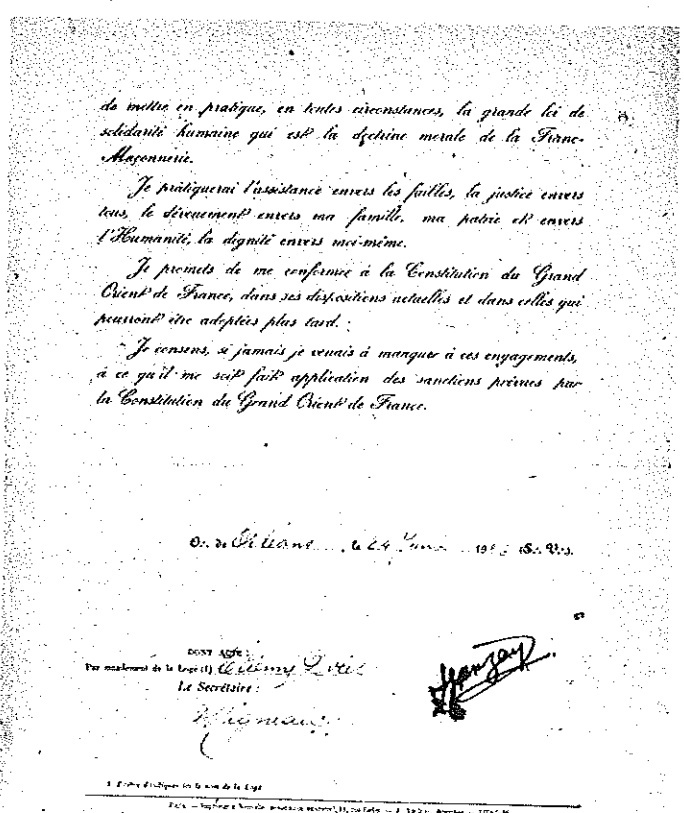 de mettre en pratique, en toutes circonstances, la grande loi de
solidarité humaine qui est la doctrine morale de la Franc-
Maçonnerie.
Je pratiquerai l'assistance envers les faibles, la justice envers
tous, le dévouement envers ma famille, ma patrie et envers
l'Humanité, la dignité envers moi-même.
Je promets de me conformer à la Constitution du Grand
Orient de France, dans ses dispositions actuelles et dans celles qui
pourront être adoptées plus tard.
Je consens, si jamais je venais à manquer à ces engagements,
à ce qu'il me soit fait application des sanctions prévues par
la Constitution du Grand Orient de France.
O∴ de Orléans le 24 19
DONT ACTE :
Par mandement de la Loge (1) Etienne Dolet
Le Secrétaire :